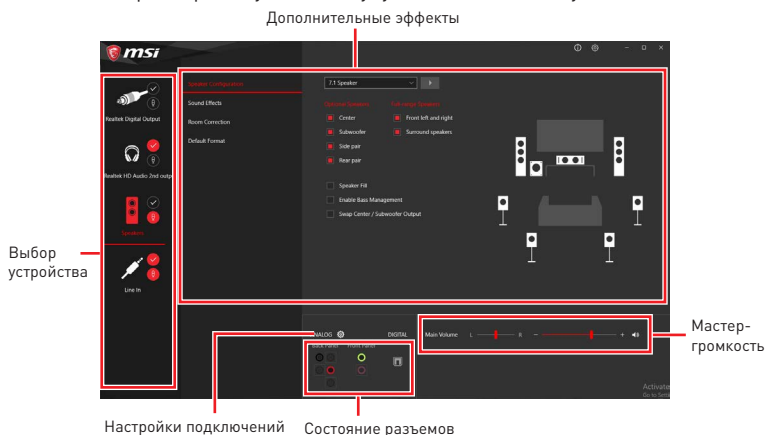 Дополнительные эффекты
msi
Realtek Digital Output
Realtek HD Audio 2nd outp
Speakers
Line In
Speaker Configuration
Sound Effects
Room Correction
Default Format
7.1 Speaker
Optional Speakers
Full-range Speakers
Center
Front left and right
Subwoofer
Surround speakers
Side pair
Rear pair
Speaker Fill
Enable Bass Management
Swap Center / Subwoofer Output
Выбор
устройства
ANALOG
DIGITAL
Back Panel
Front Panel
Main Volume
L
R
Мастер-
громкость
Настройки подключений
Состояние разъемов